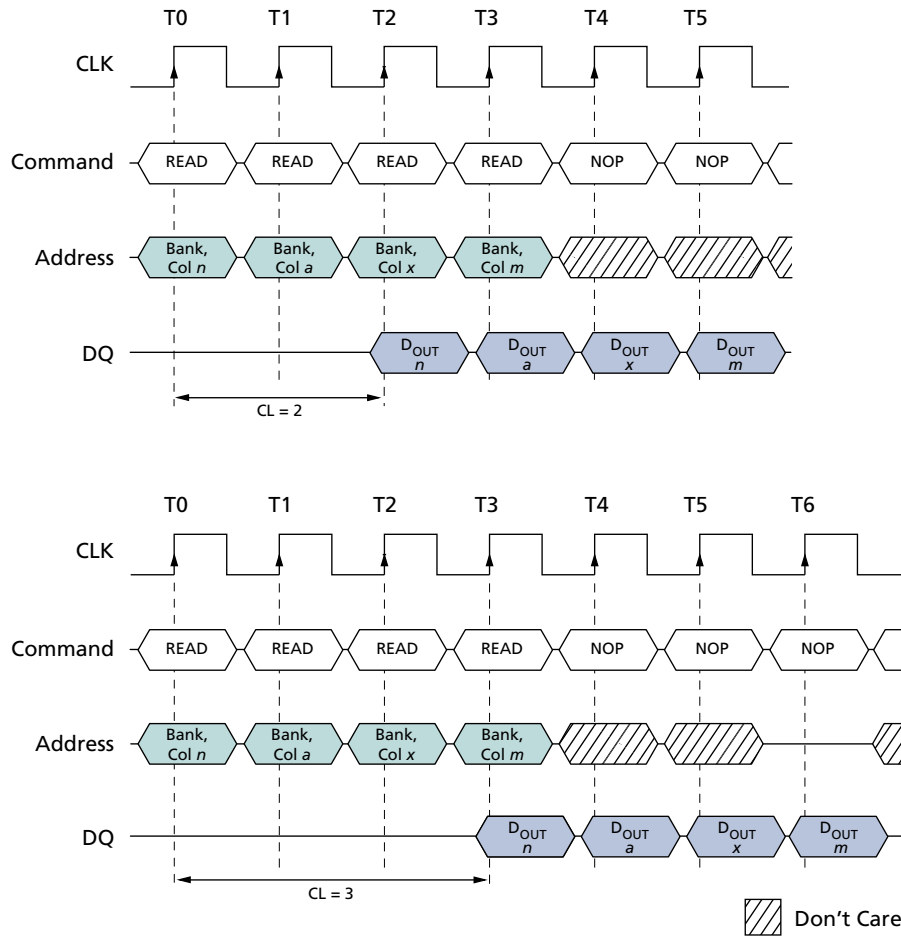 T0 T1 T2 T3 T4 T5
CLK
Command READ READ READ READ NOP NOP
Address Bank, Col n Bank, Col a Bank, Col x Bank, Col m
DQ DOUT n DOUT a DOUT x DOUT m
CL = 2
T0 T1 T2 T3 T4 T5 T6
CLK
Command READ READ READ READ NOP NOP NOP
Address Bank, Col n Bank, Col a Bank, Col x Bank, Col m
DQ DOUT n DOUT a DOUT x DOUT m
CL = 3
Don't Care